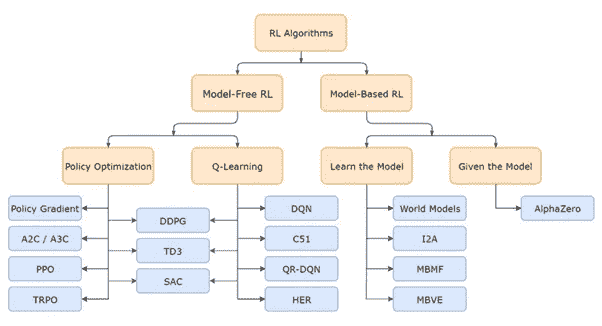 RL Algorithms
Model-Free RL
Model-Based RL
Policy Optimization
Q-Learning
Learn the Model
Given the Model
Policy Gradient
DDPG
DQN
World Models
AlphaZero
A2C / A3C
TD3
C51
I2A
PPO
SAC
QR-DQN
MBMF
TRPO
HER
MBVE